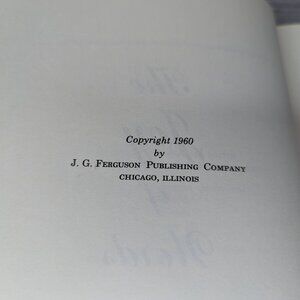 Copyright 1960
by
J. G. FERGUSON PUBLISHING COMPANY
CHICAGO, ILLINOIS